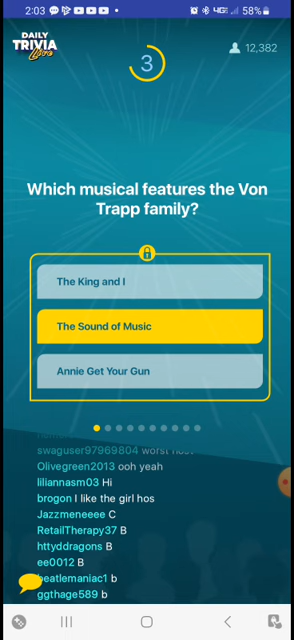 2:03
4G
58%
DAILY
TRIVIA
Live
3
12,382
Which musical features the Von
Trapp family?
The King and I
The Sound of Music
Annie Get Your Gun
swaguser97969804 worst host
Olivegreen2013 ooh yeah
liliannasm03 Hi
brogon I like the girl hos
Jazzmeneeee C
RetailTherapy37 B
httyddragons B
ee0012 B
beatlemaniac1 b
ggthage589 b